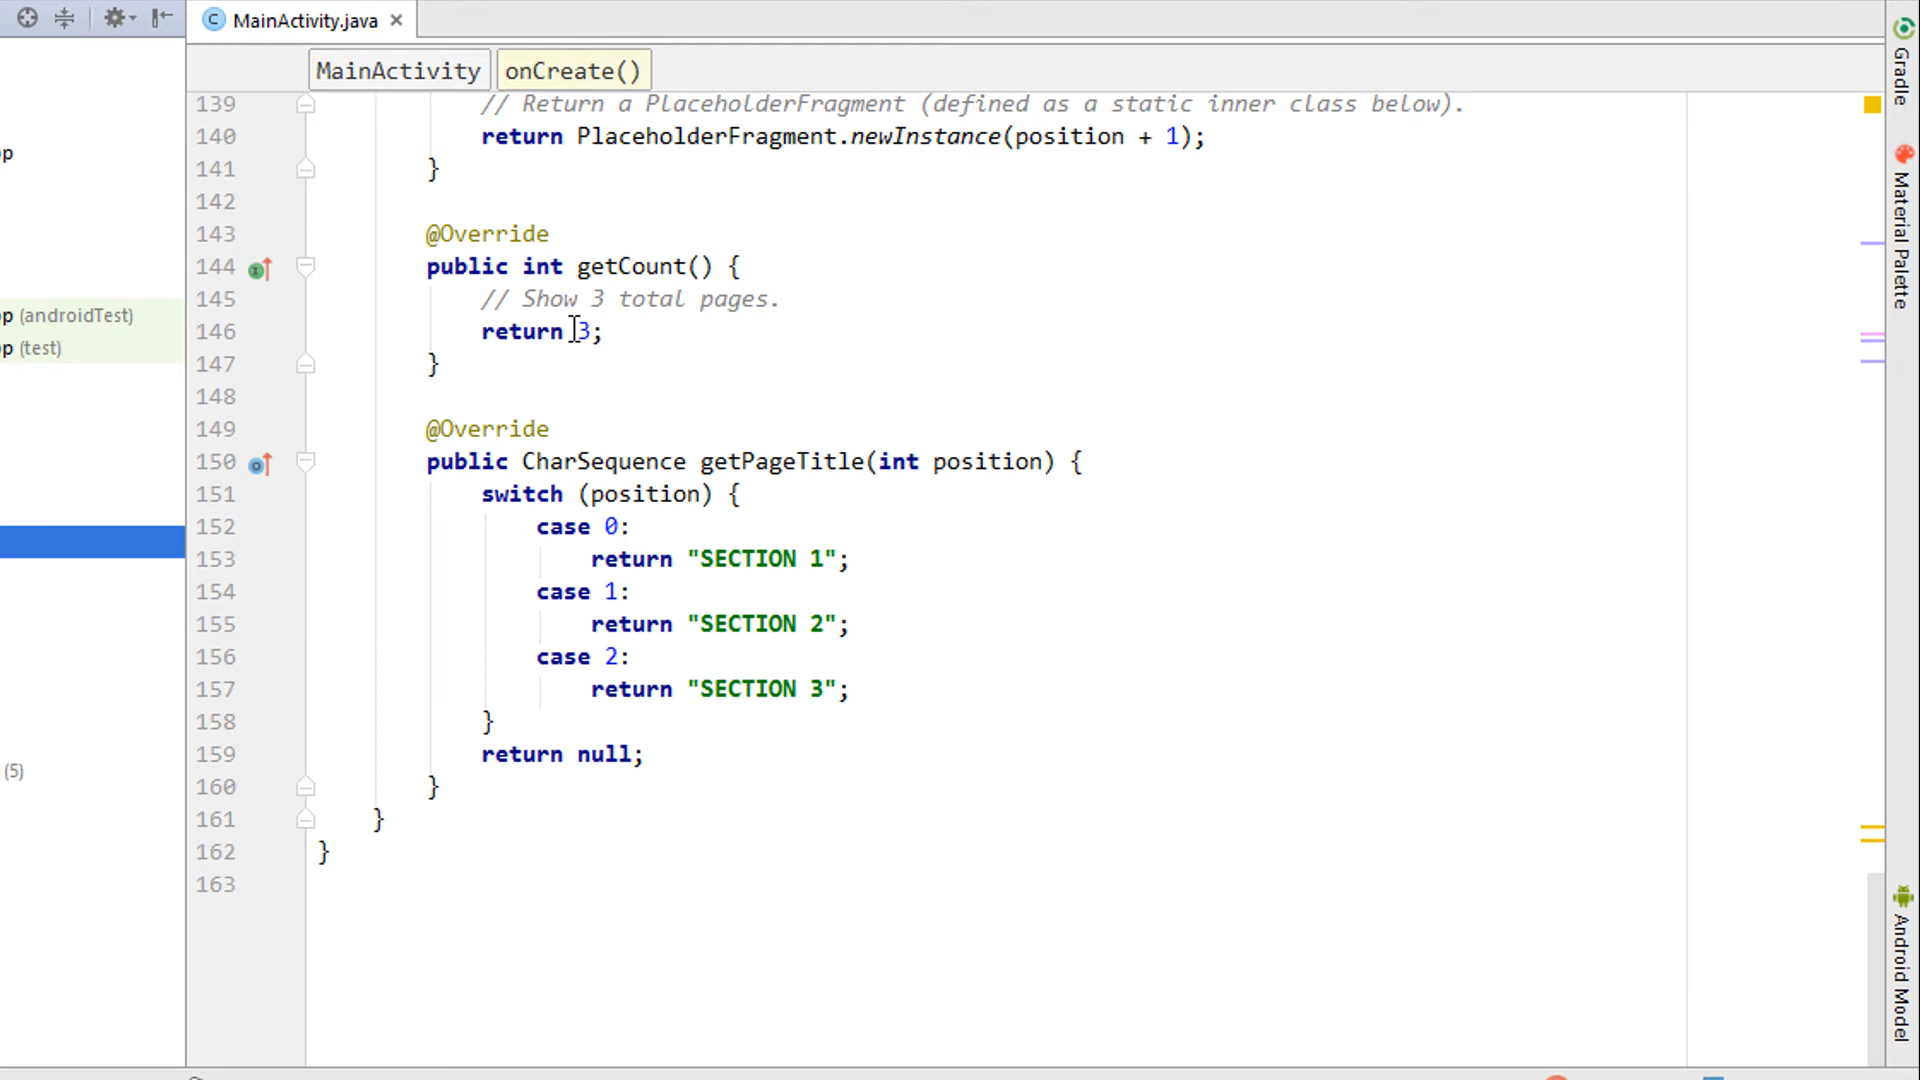 MainActivity.java
MainActivity onCreate()
139 // Return a PlaceholderFragment (defined as a static inner class below).
140 return PlaceholderFragment.newInstance(position + 1);
141 }
142
143 @Override
144 public int getCount() {
145 // Show 3 total pages.
146 return 3;
147 }
148
149 @Override
150 public CharSequence getPageTitle(int position) {
151 switch (position) {
152 case 0:
153 return "SECTION 1";
154 case 1:
155 return "SECTION 2";
156 case 2:
157 return "SECTION 3";
158 }
159 return null;
160 }
161 }
162 }
163
p
p (androidTest)
p (test)
(5)
Gradle
Material Palette
Android Model